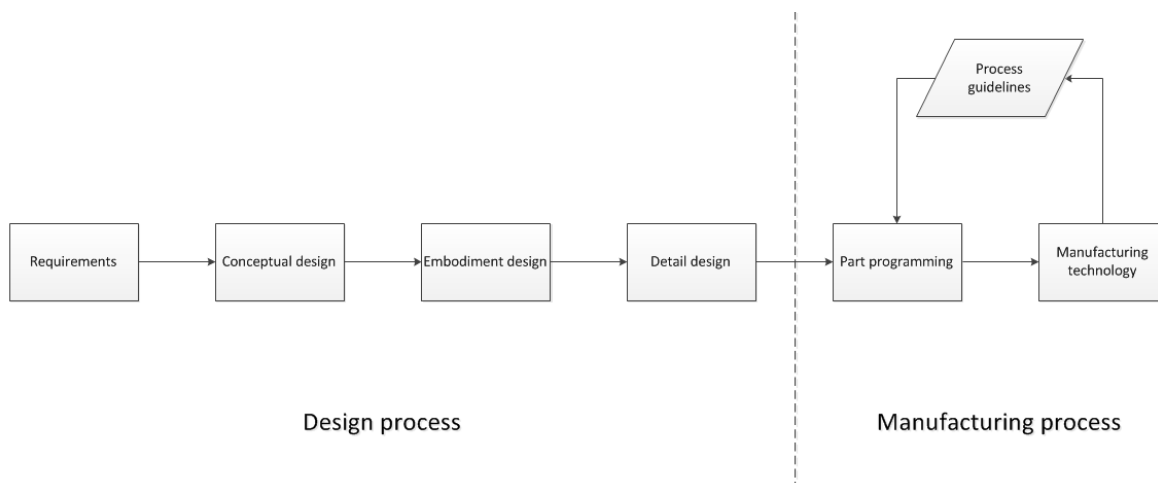 Process
guidelines
Requirements
Conceptual design
Embodiment design
Detail design
Part programming
Manufacturing
technology
Design process
Manufacturing process